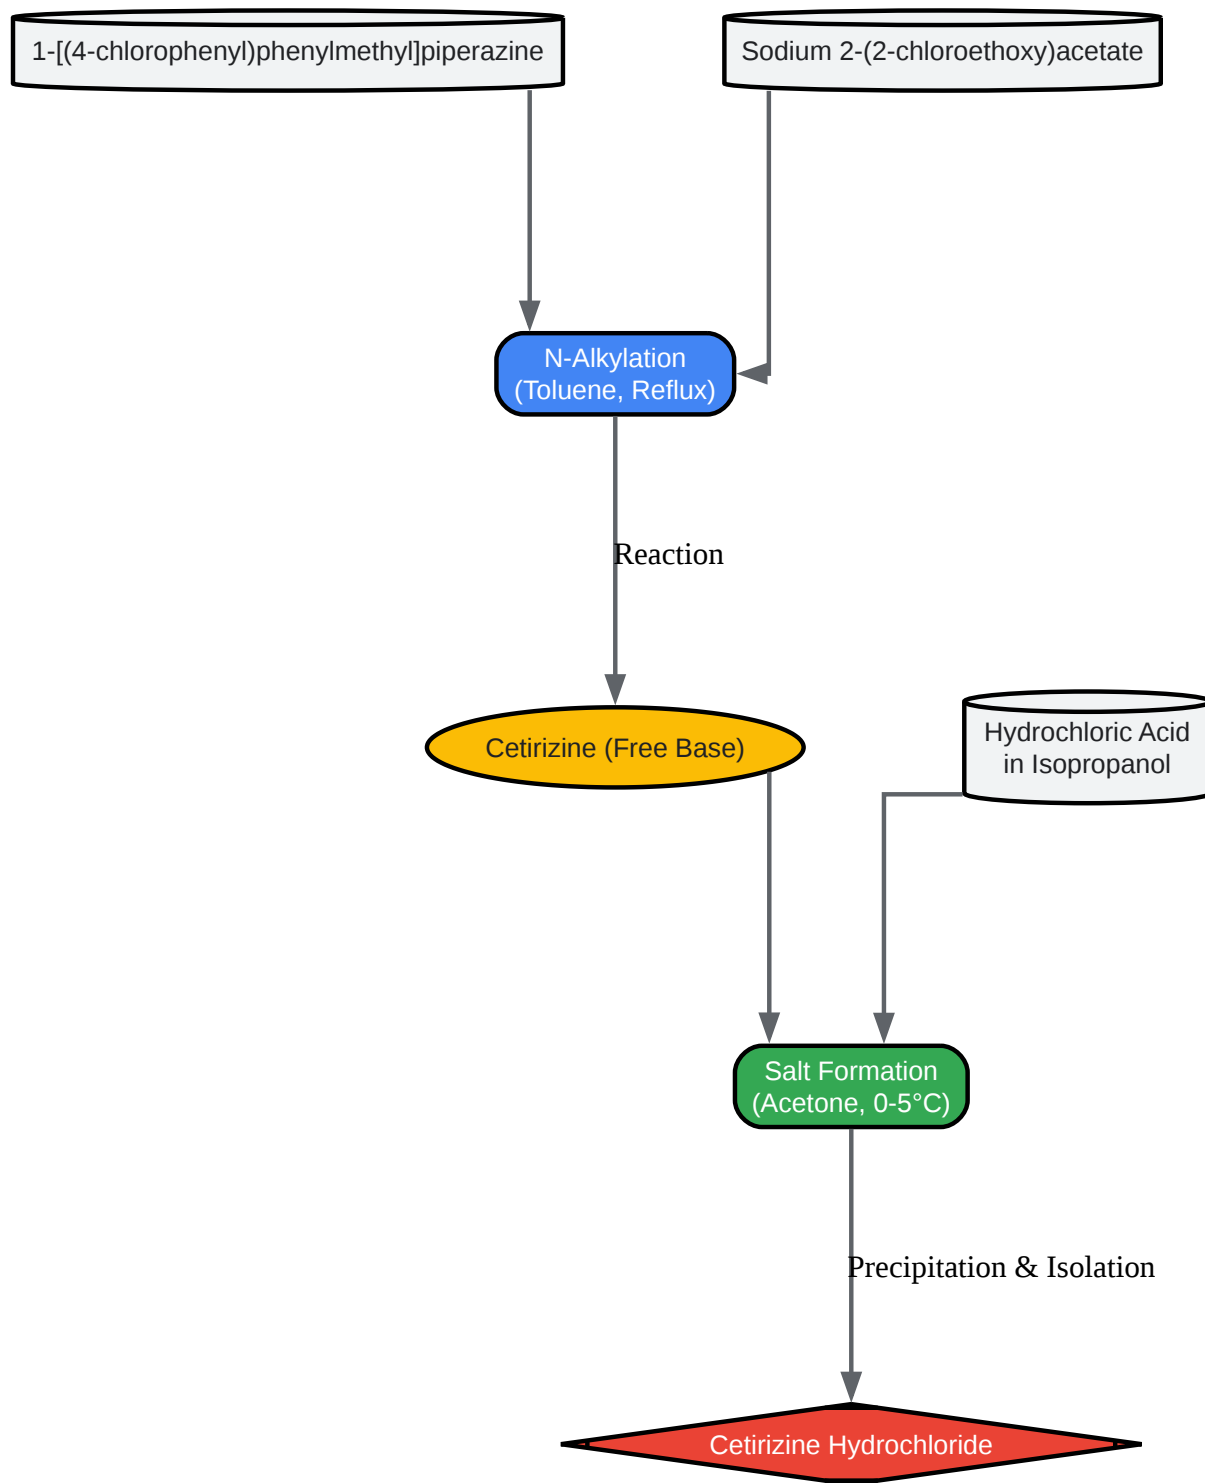 1-[(4-chlorophenyl)phenylmethyl]piperazine
Sodium 2-(2-chloroethoxy)acetate
N-Alkylation
(Toluene, Reflux)
Reaction
Cetirizine (Free Base)
Hydrochloric Acid
in Isopropanol
Salt Formation
(Acetone, 0-5°C)
Precipitation & Isolation
Cetirizine Hydrochloride